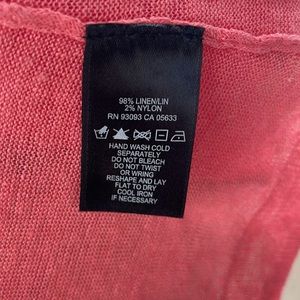 98% LINEN/LIN
2% NYLON
RN 93093 CA 05633
HAND WASH COLD
SEPARATELY
DO NOT BLEACH
DO NOT TWIST
OR WRING
RESHAPE AND LAY
FLAT TO DRY
COOL IRON
IF NECESSARY